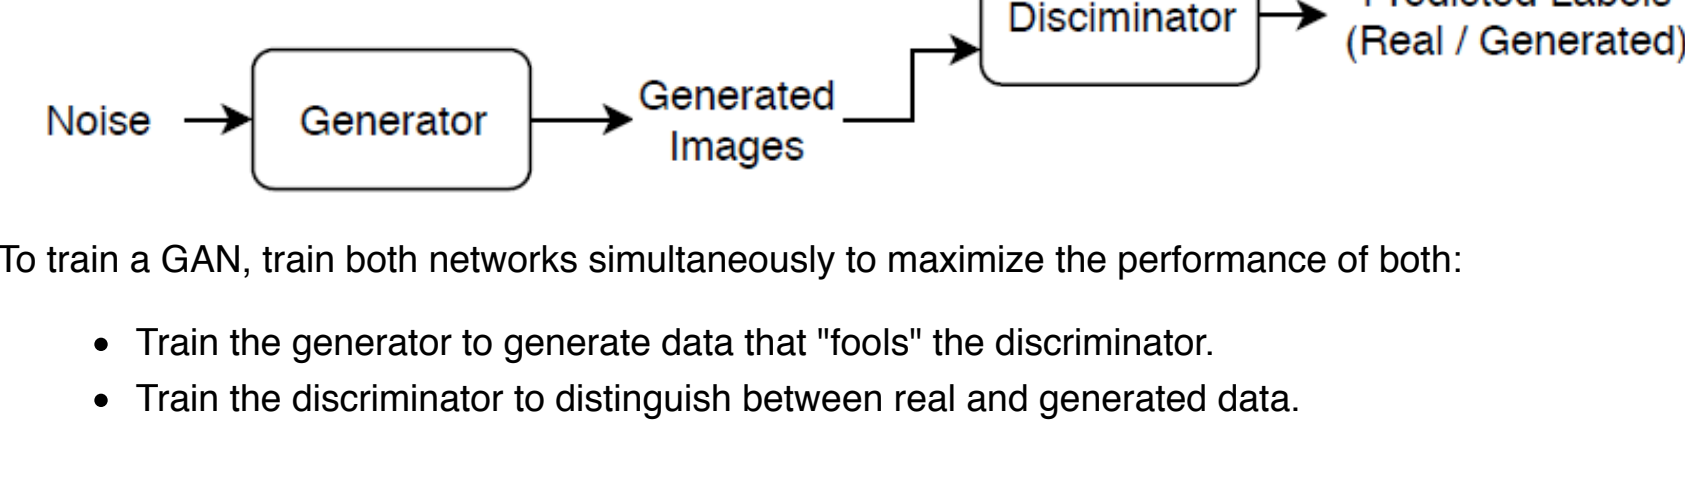 Disciminator
Predicted Labels
(Real / Generated)
Noise
Generator
Generated
Images
To train a GAN, train both networks simultaneously to maximize the performance of both:
Train the generator to generate data that "fools" the discriminator.
Train the discriminator to distinguish between real and generated data.